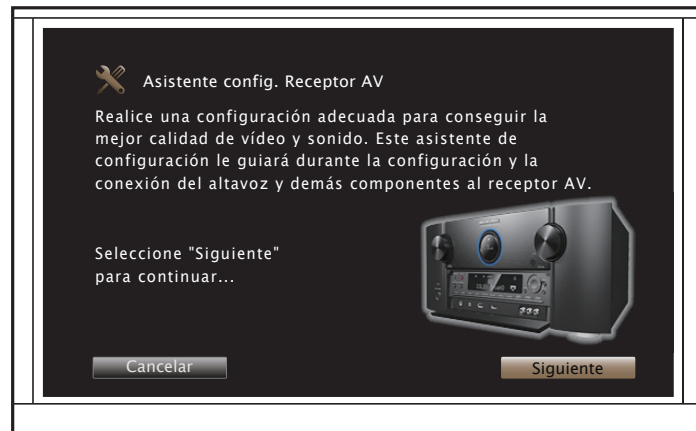 Asistente config. Receptor AV
Realice una configuración adecuada para conseguir la
mejor calidad de vídeo y sonido. Este asistente de
configuración le guiará durante la configuración y la
conexión del altavoz y demás componentes al receptor AV.
Seleccione "Siguiente"
para continuar...
Cancelar
Siguiente